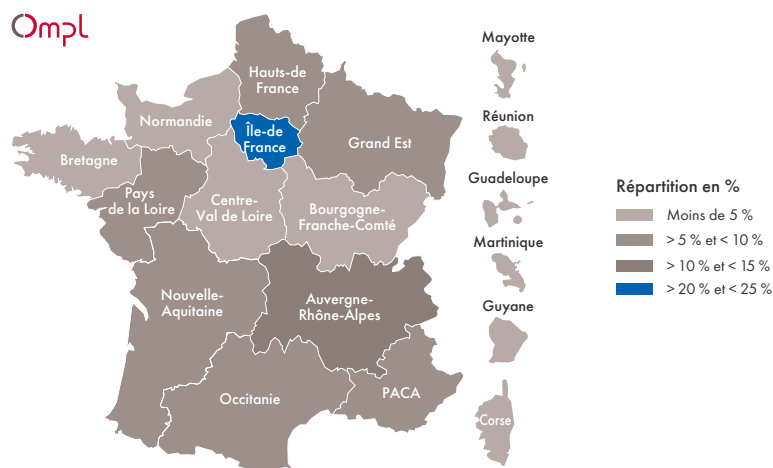 Ompl
Mayotte
Hauts-de
France
Réunion
Normandie
Île-de
France
Grand Est
Bretagne
Guadeloupe
Pays
de la Loire
Centre-
Val de Loire
Bourgogne-
Franche-Comté
Martinique
Nouvelle-
Aquitaine
Auvergne-
Rhône-Alpes
Guyane
Occitanie
PACA
Corse
Répartition en %
Moins de 5 %
> 5 % et < 10 %
> 10 % et < 15 %
> 20 % et < 25 %